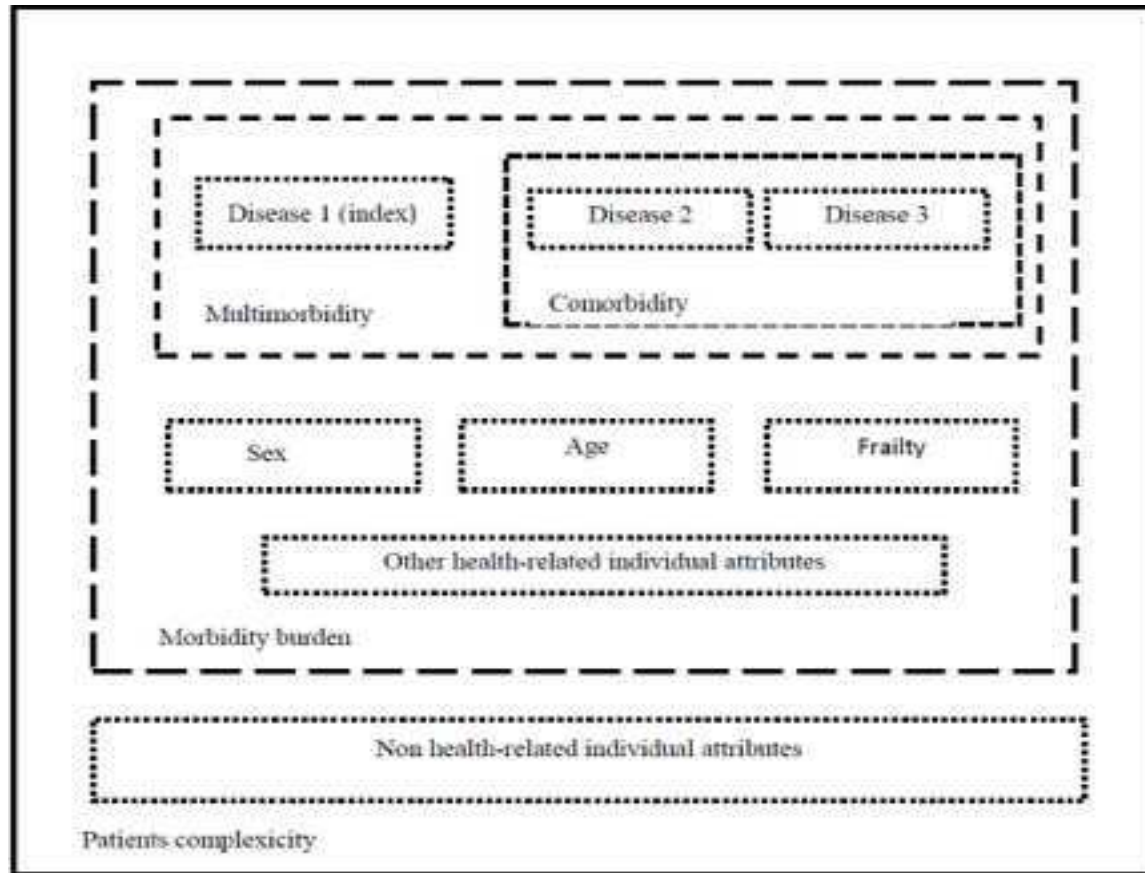 Disease 1 (index)
Disease 2
Disease 3
Multimorbidity
Comorbidity
Sex
Age
Frailty
Other health-related individual attributes
Morbidity burden
Non health-related individual attributes
Patients complexicity